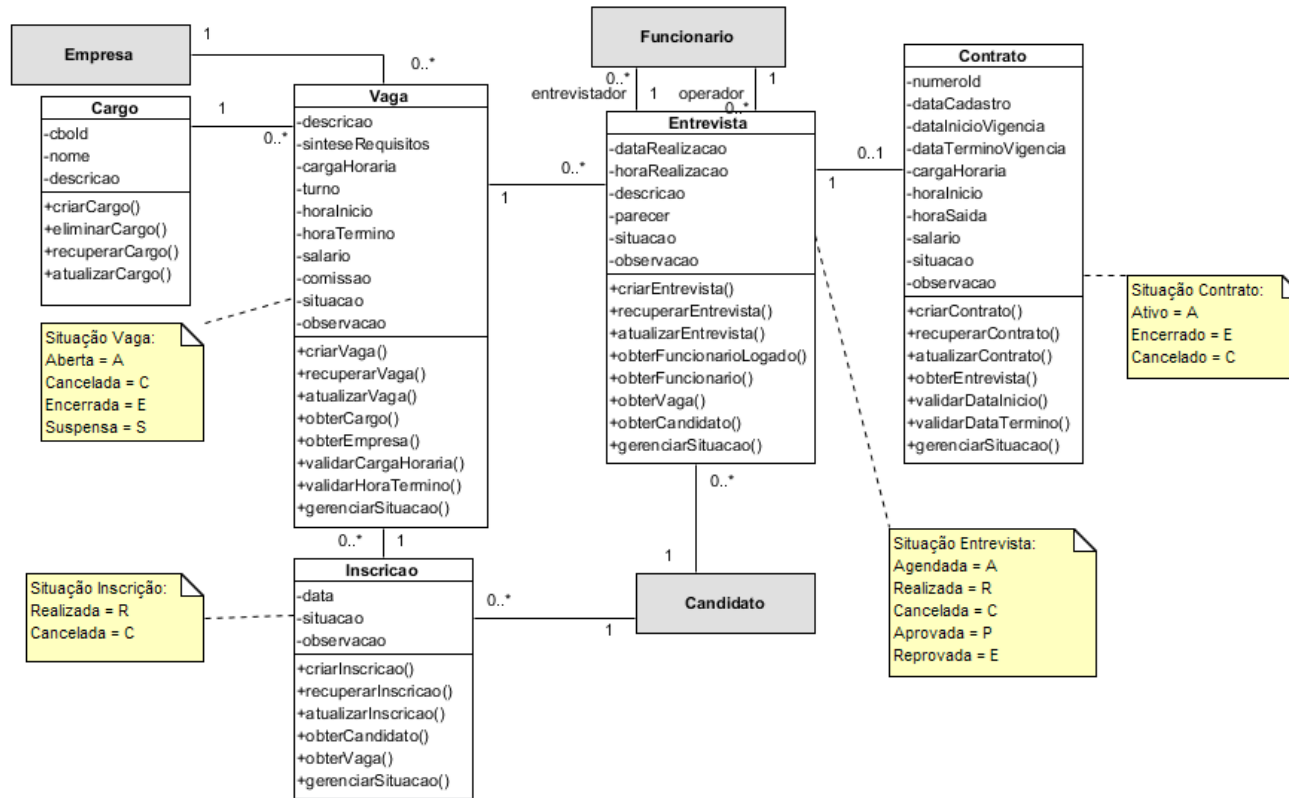 Empresa
1
0..*
Funcionário
0..*
entrevistador
1
operador
1
0..*
Cargo
-cboId
-nome
-descricao
+criarCargo()
+eliminarCargo()
+recuperarCargo()
+atualizarCargo()
1
0..*
Vaga
-descricao
-sinteseRequisitos
-cargaHoraria
-turno
-horaInicio
-horaTermino
-salario
-comissao
-situacao
-observacao
+criarVaga()
+recuperarVaga()
+atualizarVaga()
+obterCargo()
+obterEmpresa()
+validarCargaHoraria()
+validarHoraTermino()
+gerenciarSituacao()
0..*
1
Entrevista
-dataRealizacao
-horaRealizacao
-descricao
-parecer
-situacao
-observacao
+criarEntrevista()
+recuperarEntrevista()
+atualizarEntrevista()
+obterFuncionarioLogado()
+obterFuncionario()
+obterVaga()
+obterCandidato()
+gerenciarSituacao()
0..1
1
Contrato
-numeroId
-dataCadastro
-dataInicioVigencia
-dataTerminoVigencia
-cargaHoraria
-horaInicio
-horaSaida
-salario
-situacao
-observacao
+criarContrato()
+recuperarContrato()
+atualizarContrato()
+obterEntrevista()
+validarDataInicio()
+validarDataTermino()
+gerenciarSituacao()
Situação Contrato:
Ativo = A
Encerrado = E
Cancelado = C
Situação Vaga:
Aberta = A
Cancelada = C
Encerrada = E
Suspensa = S
0..*
1
0..*
1
Situação Entrevista:
Agendada = A
Realizada = R
Cancelada = C
Aprovada = P
Reprovada = E
Situação Inscrição:
Realizada = R
Cancelada = C
Inscricao
-data
-situacao
-observacao
+criarInscricao()
+recuperarInscricao()
+atualizarInscricao()
+obterCandidato()
+obterVaga()
+gerenciarSituacao()
0..*
1
Candidato